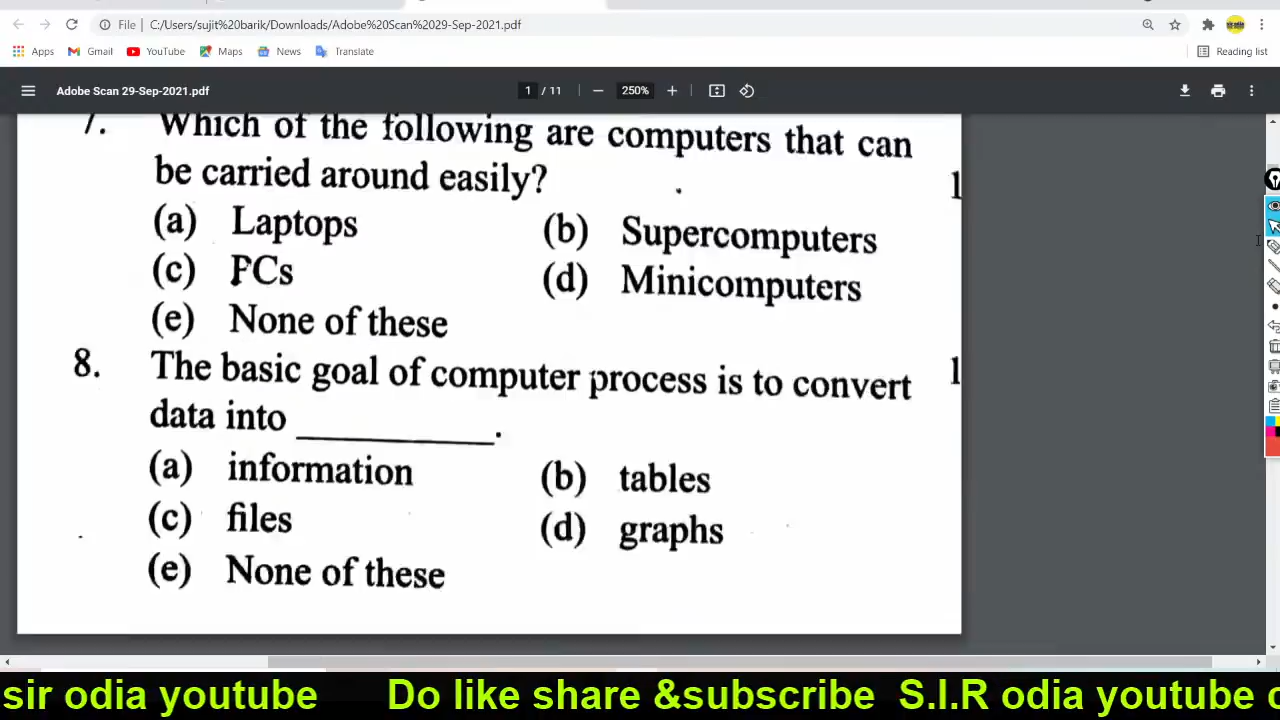 File | C:/Users/sujit%20barik/Downloads/Adobe%20Scan%2029-Sep-2021.pdf
Apps Gmail YouTube Maps News Translate Reading list
Adobe Scan 29-Sep-2021.pdf 1 / 11 250%
7. Which of the following are computers that can
be carried around easily? 1
(a) Laptops (b) Supercomputers
(c) PCs (d) Minicomputers
(e) None of these
8. The basic goal of computer process is to convert 1
data into ____________.
(a) information (b) tables
(c) files (d) graphs
(e) None of these
sir odia youtube Do like share &subscribe S.I.R odia youtube